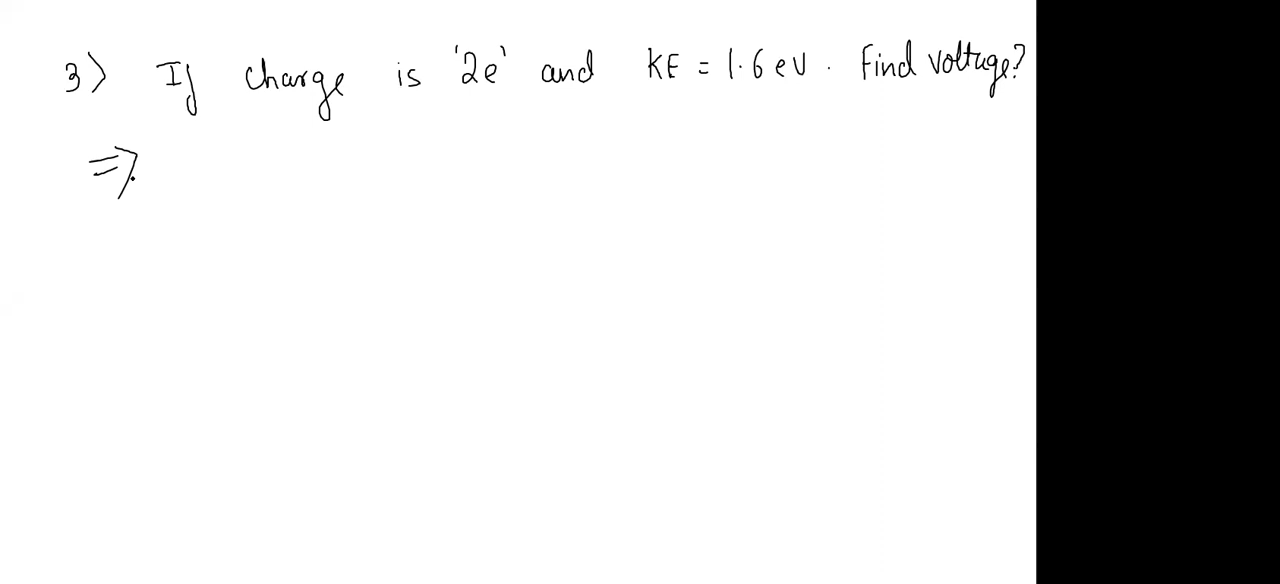 3> If charge is '2e' and KE = 1.6 eV. Find voltage?
⇒